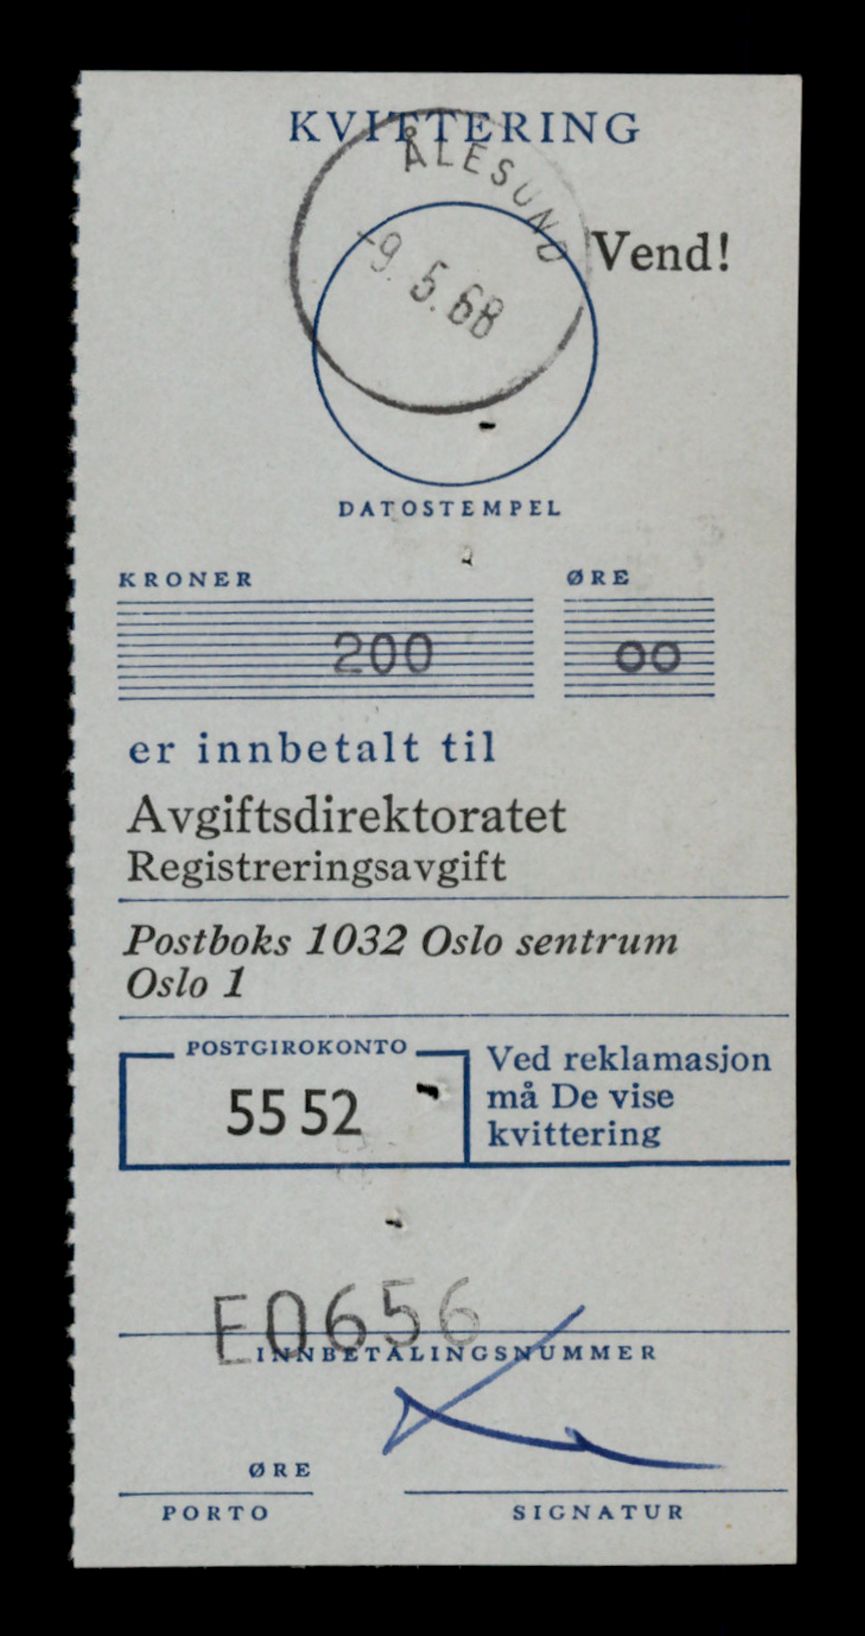 KVITTERING
ÅLESUND
Vend!
-9.5.68
DATOSTEMPEL
KRONER ØRE
200 00
er innbetalt til
Avgiftsdirektoratet
Registreringsavgift
Postboks 1032 Oslo sentrum
Oslo 1
POSTGIROKONTO
55 52
Ved reklamasjon
må De vise
kvittering
E0656
INNBETALINGSNUMMER
ØRE
PORTO
SIGNATUR